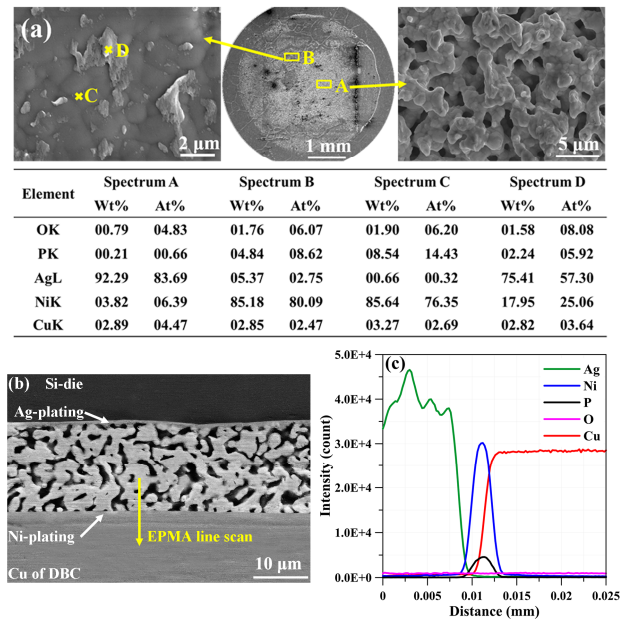 (a)
D
C
2 μm
B
A
1 mm
5 μm
Element Spectrum A Spectrum B Spectrum C Spectrum D
Wt% At% Wt% At% Wt% At% Wt% At%
OK 00.79 04.83 01.76 06.07 01.90 06.20 01.58 08.08
PK 00.21 00.66 04.84 08.62 08.54 14.43 02.24 05.92
AgL 92.29 83.69 05.37 02.75 00.66 00.32 75.41 57.30
NiK 03.82 06.39 85.18 80.09 85.64 76.35 17.95 25.06
CuK 02.89 04.47 02.85 02.47 03.27 02.69 02.82 03.64
(b)
Si-die
Ag-plating
Ni-plating
EPMA line scan
Cu of DBC
10 μm
(c)
Ag
Ni
P
O
Cu
Intensity (count)
5.0E+4
4.0E+4
3.0E+4
2.0E+4
1.0E+4
0.0E+0
0 0.005 0.01 0.015 0.02 0.025
Distance (mm)